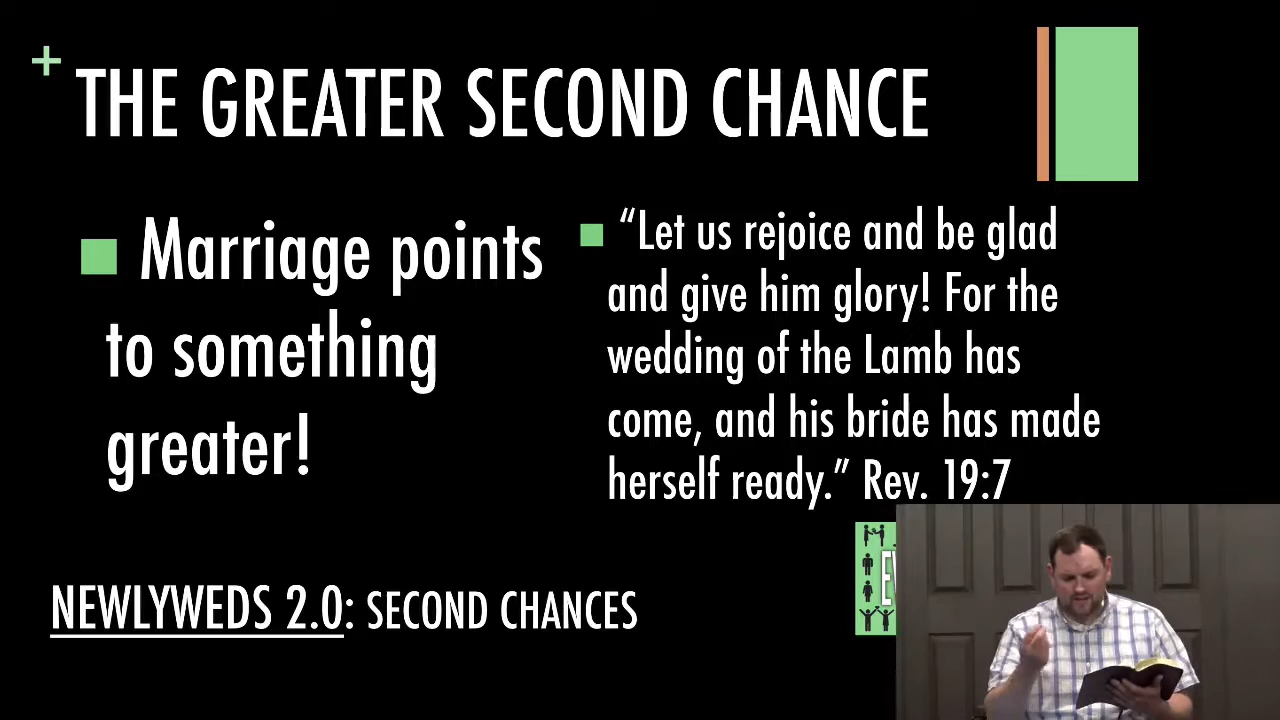 +
THE GREATER SECOND CHANCE
Marriage points
to something
greater!
“Let us rejoice and be glad
and give him glory! For the
wedding of the Lamb has
come, and his bride has made
herself ready.” Rev. 19:7
NEWLYWEDS 2.0: SECOND CHANCES